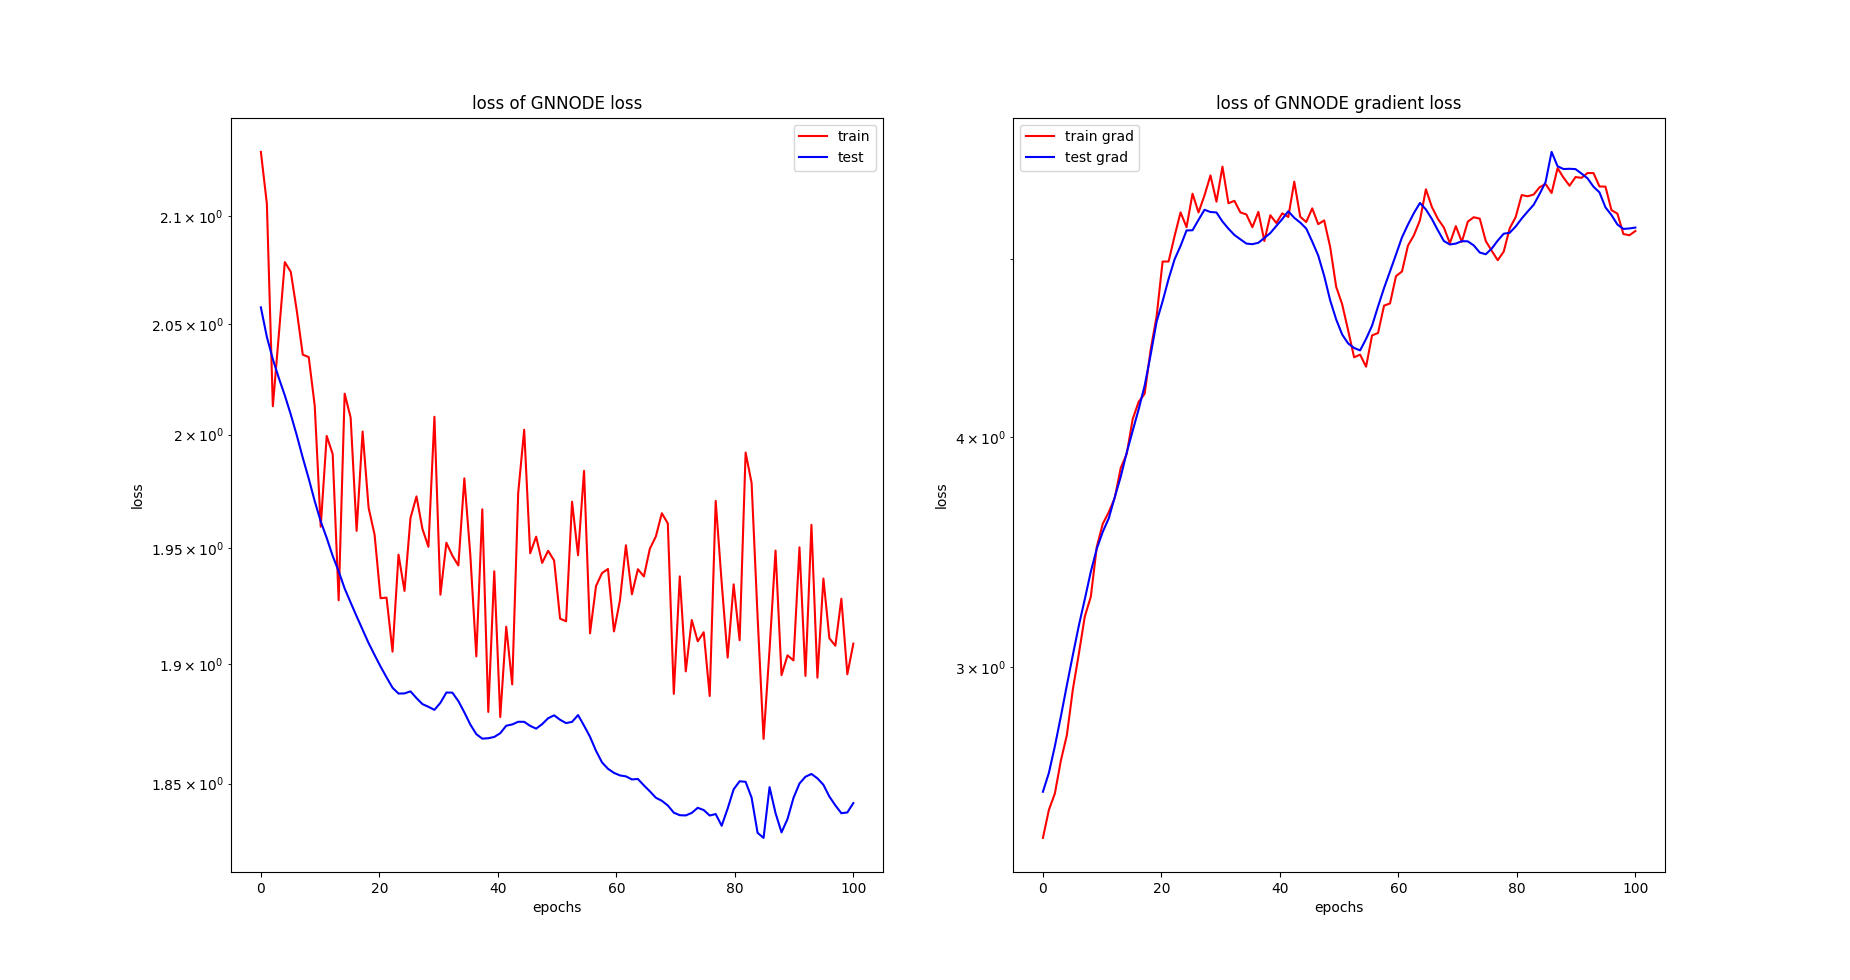 loss of GNNODE loss
train
test
2.1 × 10⁰
2.05 × 10⁰
2 × 10⁰
1.95 × 10⁰
1.9 × 10⁰
1.85 × 10⁰
loss
0 20 40 60 80 100
epochs
loss of GNNODE gradient loss
train grad
test grad
4 × 10⁰
3 × 10⁰
loss
0 20 40 60 80 100
epochs